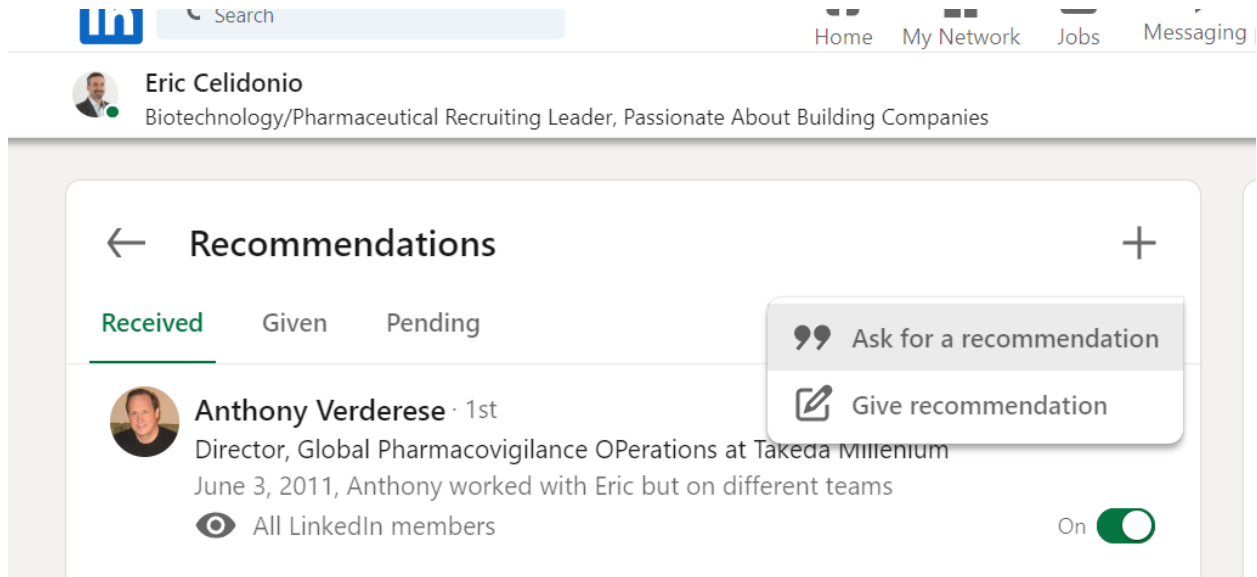 in
Search
Home My Network Jobs Messaging
Eric Celidonio
Biotechnology/Pharmaceutical Recruiting Leader, Passionate About Building Companies
Recommendations
Received Given Pending
Ask for a recommendation
Give recommendation
Anthony Verderese · 1st
Director, Global Pharmacovigilance OPerations at Takeda Millenium
June 3, 2011, Anthony worked with Eric but on different teams
All LinkedIn members
On